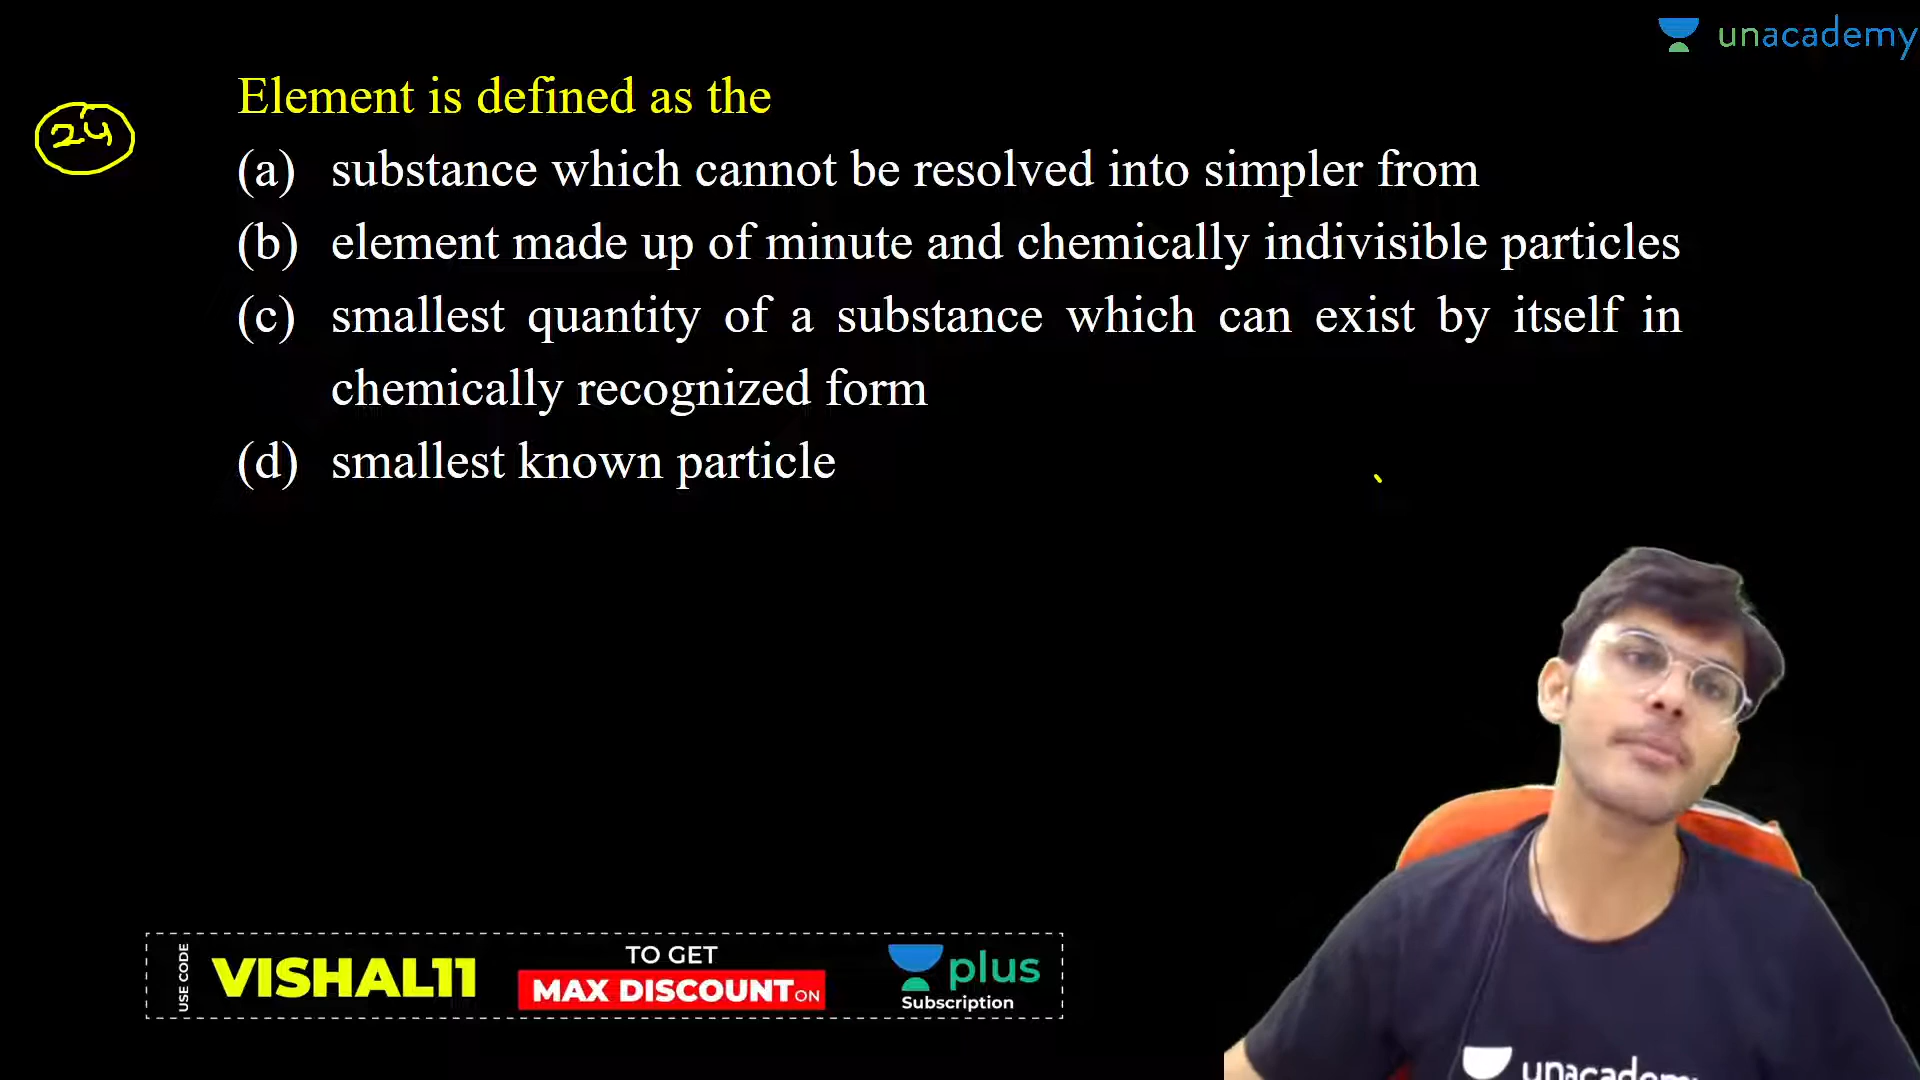 unacademy
24
Element is defined as the
(a) substance which cannot be resolved into simpler from
(b) element made up of minute and chemically indivisible particles
(c) smallest quantity of a substance which can exist by itself in
chemically recognized form
(d) smallest known particle
USE CODE
VISHAL11
TO GET
MAX DISCOUNT ON
plus
Subscription
unacademy